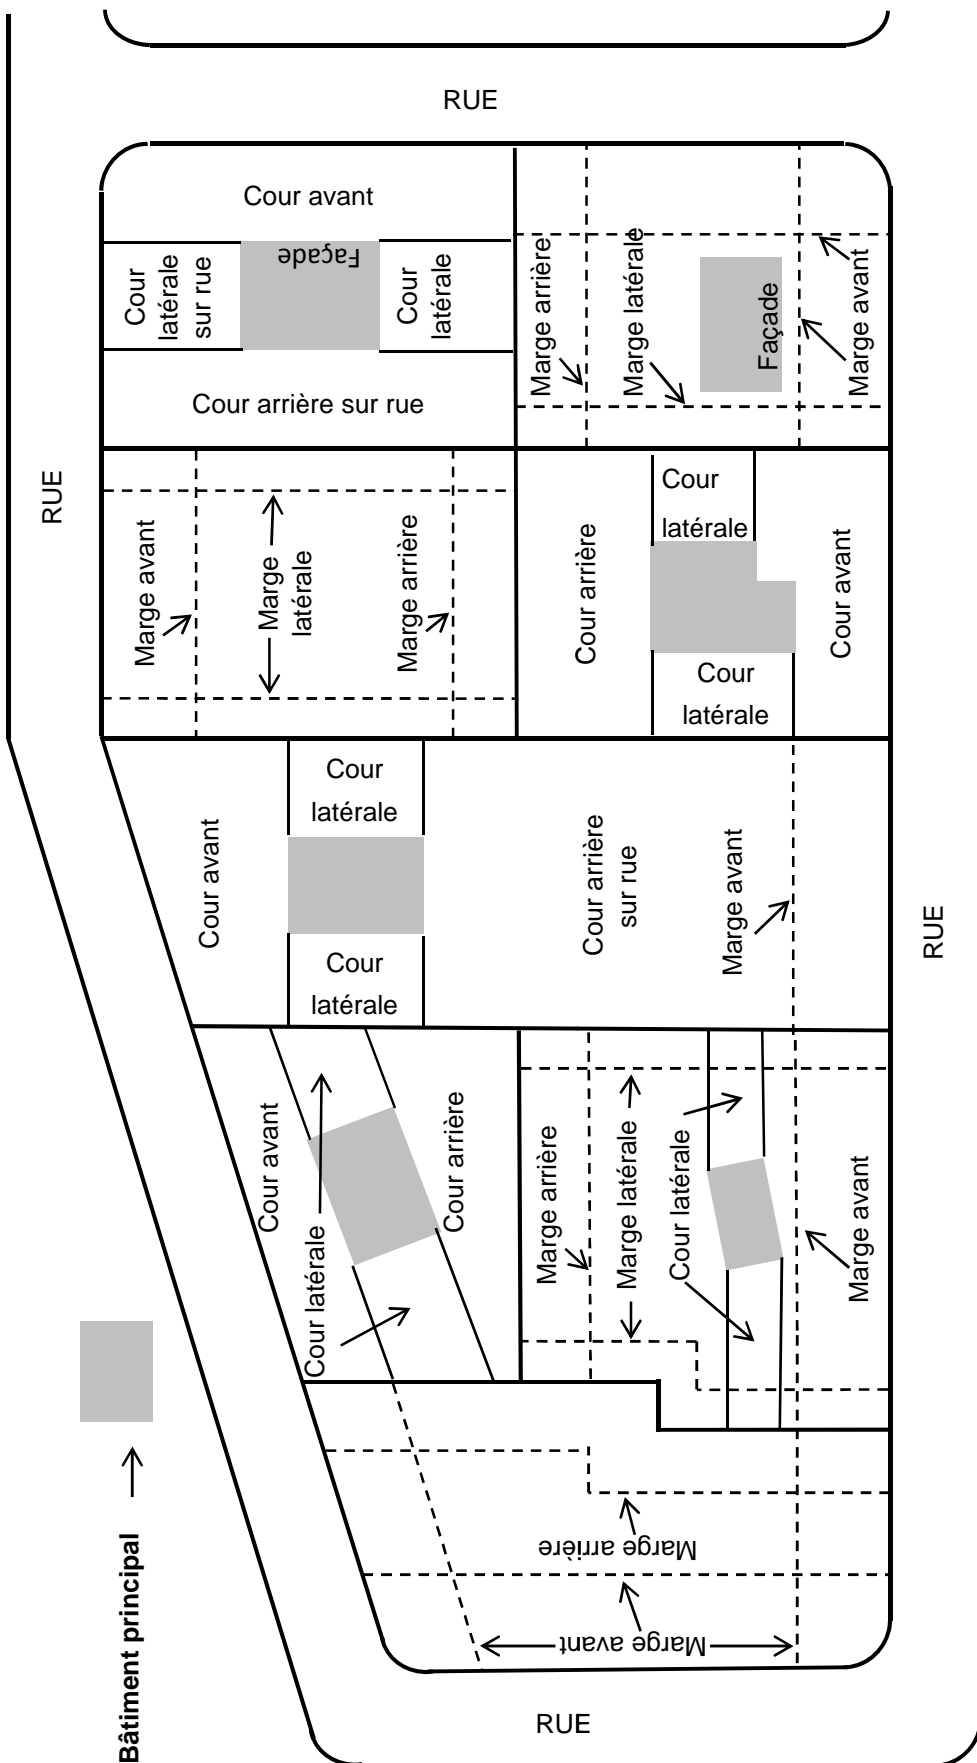 RUE
Cour avant
Façade
Cour
latérale
sur rue
Cour
latérale
Cour arrière sur rue
Marge arrière
Marge latérale
Façade
Marge avant
RUE
Marge avant
Marge
latérale
Marge arrière
Cour arrière
Cour
latérale
Cour
latérale
Cour avant
Cour avant
Cour
latérale
Cour
latérale
Cour arrière
sur rue
Marge avant
RUE
Cour avant
Cour latérale
Cour arrière
Marge arrière
Marge latérale
Cour latérale
Marge avant
Marge arrière
Marge avant
Bâtiment principal
RUE